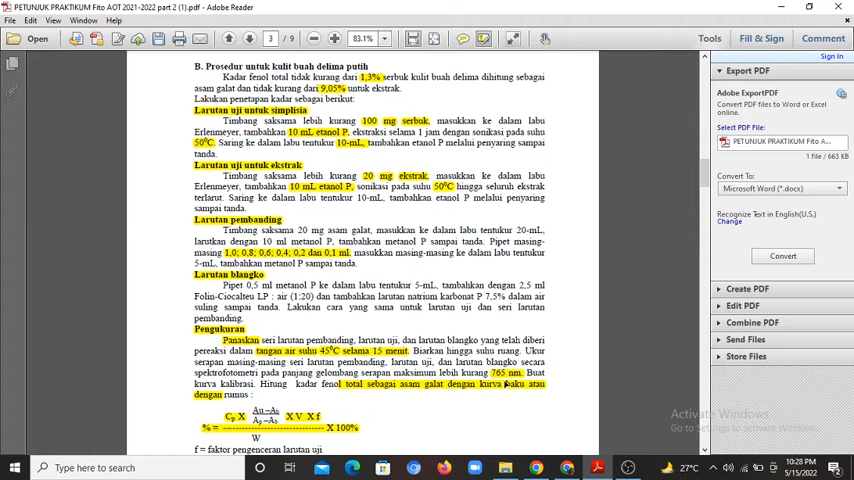 PETUNJUK PRAKTIKUM Fito AOT 2021-2022 part 2 (1).pdf - Adobe Reader
File Edit View Window Help
Open 3 / 9 83.1% Tools Fill & Sign Comment
Sign In
Export PDF
Adobe ExportPDF
Convert PDF files to Word or Excel online.
Select PDF File:
PETUNJUK PRAKTIKUM Fito A...
1 file / 663 KB
Convert To:
Microsoft Word (*.docx)
Recognize Text in English(U.S.)
Change
Convert
Create PDF
Edit PDF
Combine PDF
Send Files
Store Files
B. Prosedur untuk kulit buah delima putih
Kadar fenol total tidak kurang dari 1,3% serbuk kulit buah delima dihitung sebagai
asam galat dan tidak kurang dari 9,05% untuk ekstrak.
Lakukan penetapan kadar sebagai berikut:
Larutan uji untuk simplisia
Timbang saksama lebih kurang 100 mg serbuk, masukkan ke dalam labu
Erlenmeyer, tambahkan 10 mL etanol P, ekstraksi selama 1 jam dengan sonikasi pada suhu
50⁰C. Saring ke dalam labu tentukur 10-mL, tambahkan etanol P melalui penyaring sampai
tanda.
Larutan uji untuk ekstrak
Timbang saksama lebih kurang 20 mg ekstrak, masukkan ke dalam labu
Erlenmeyer, tambahkan 10 mL etanol P, sonikasi pada suhu 50⁰C hingga seluruh ekstrak
terlarut. Saring ke dalam labu tentukur 10-mL, tambahkan etanol P melalui penyaring
sampai tanda.
Larutan pembanding
Timbang saksama 20 mg asam galat, masukkan ke dalam labu tentukur 20-mL,
larutkan dengan 10 ml metanol P, tambahkan metanol P sampai tanda. Pipet masing-
masing 1,0; 0,8; 0,6; 0,4; 0,2 dan 0,1 ml, masukkan masing-masing ke dalam labu tentukur
5-mL, tambahkan metanol P sampai tanda.
Larutan blangko
Pipet 0,5 ml metanol P ke dalam labu tentukur 5-mL, tambahkan dengan 2,5 ml
Folin-Ciocalteu LP : air (1:20) dan tambahkan larutan natrium karbonat P 7,5% dalam air
suling sampai tanda. Lakukan cara yang sama untuk larutan uji dan seri larutan
pembanding.
Pengukuran
Panaskan seri larutan pembanding, larutan uji, dan larutan blangko yang telah diberi
pereaksi dalam tangan air suhu 45⁰C selama 15 menit. Biarkan hingga suhu ruang. Ukur
serapan masing-masing seri larutan pembanding, larutan uji, dan larutan blangko secara
spektrofotometri pada panjang gelombang serapan maksimum lebih kurang 765 nm. Buat
kurva kalibrasi. Hitung kadar fenol total sebagai asam galat dengan kurva baku atau
dengan rumus :
Cp X Au–Ab X V X f
Ap–Ab
% = -------------------------------- X 100%
W
f = faktor pengenceran larutan uji
Activate Windows
Go to Settings to activate Windows.
Type here to search
27°C
10:28 PM
5/15/2022
2